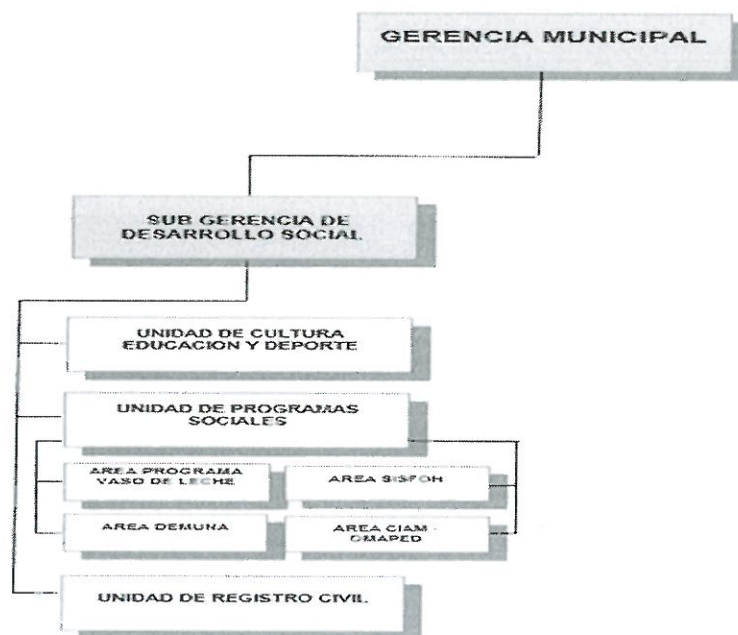 GERENCIA MUNICIPAL
SUB GERENCIA DE
DESARROLLO SOCIAL
UNIDAD DE CULTURA
EDUCACION Y DEPORTE
UNIDAD DE PROGRAMAS
SOCIALES
AREA PROGRAMA
VASO DE LECHE
AREA SISFOH
AREA DEMUNA
AREA CIAM -
OMAPED
UNIDAD DE REGISTRO CIVIL